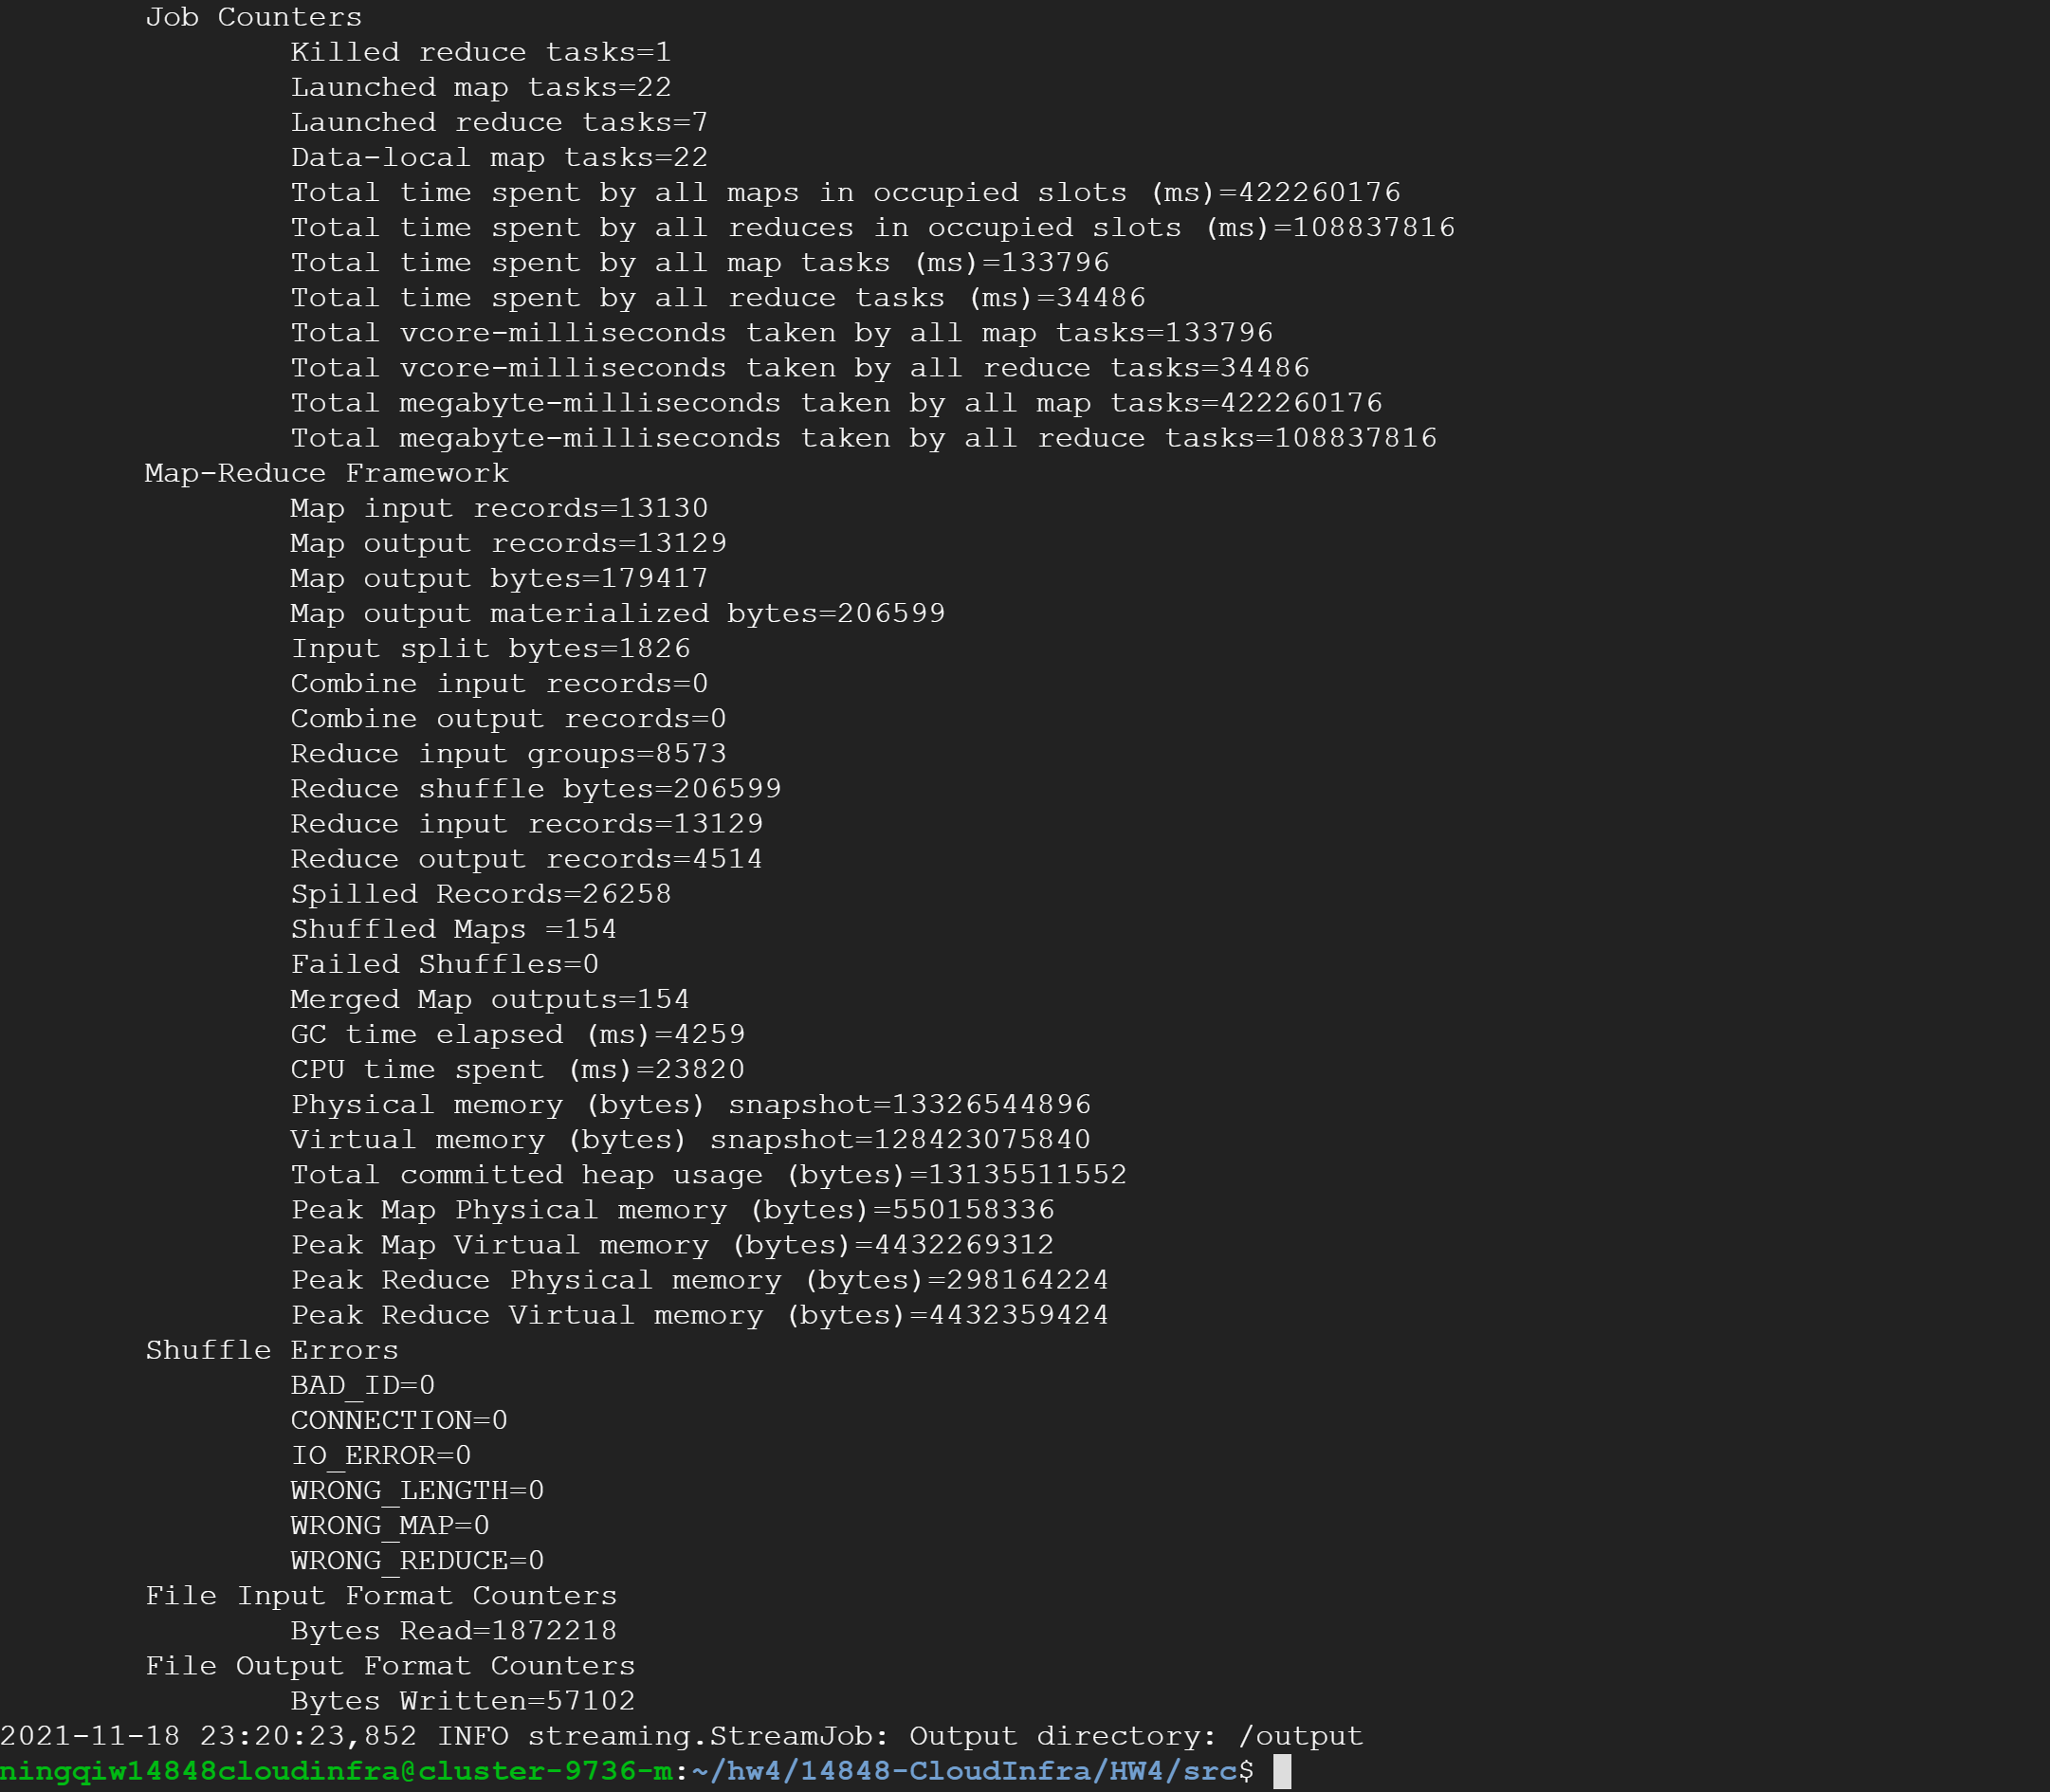 Job Counters
Killed reduce tasks=1
Launched map tasks=22
Launched reduce tasks=7
Data-local map tasks=22
Total time spent by all maps in occupied slots (ms)=422260176
Total time spent by all reduces in occupied slots (ms)=108837816
Total time spent by all map tasks (ms)=133796
Total time spent by all reduce tasks (ms)=34486
Total vcore-milliseconds taken by all map tasks=133796
Total vcore-milliseconds taken by all reduce tasks=34486
Total megabyte-milliseconds taken by all map tasks=422260176
Total megabyte-milliseconds taken by all reduce tasks=108837816
Map-Reduce Framework
Map input records=13130
Map output records=13129
Map output bytes=179417
Map output materialized bytes=206599
Input split bytes=1826
Combine input records=0
Combine output records=0
Reduce input groups=8573
Reduce shuffle bytes=206599
Reduce input records=13129
Reduce output records=4514
Spilled Records=26258
Shuffled Maps =154
Failed Shuffles=0
Merged Map outputs=154
GC time elapsed (ms)=4259
CPU time spent (ms)=23820
Physical memory (bytes) snapshot=13326544896
Virtual memory (bytes) snapshot=128423075840
Total committed heap usage (bytes)=13135511552
Peak Map Physical memory (bytes)=550158336
Peak Map Virtual memory (bytes)=4432269312
Peak Reduce Physical memory (bytes)=298164224
Peak Reduce Virtual memory (bytes)=4432359424
Shuffle Errors
BAD_ID=0
CONNECTION=0
IO_ERROR=0
WRONG_LENGTH=0
WRONG_MAP=0
WRONG_REDUCE=0
File Input Format Counters
Bytes Read=1872218
File Output Format Counters
Bytes Written=57102
2021-11-18 23:20:23,852 INFO streaming.StreamJob: Output directory: /output
ningqiw14848cloudinfra@cluster-9736-m:~/hw4/14848-CloudInfra/HW4/src$